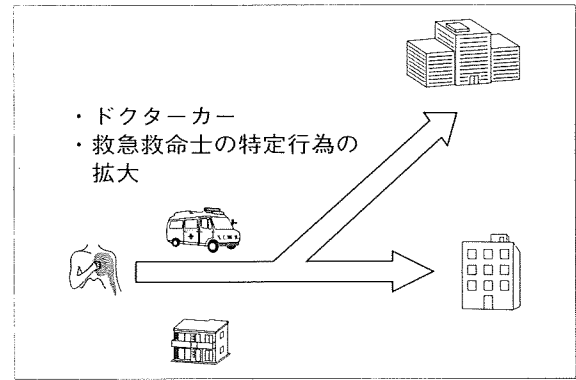 ・ドクターカー
・救急救命士の特定行為の
拡大